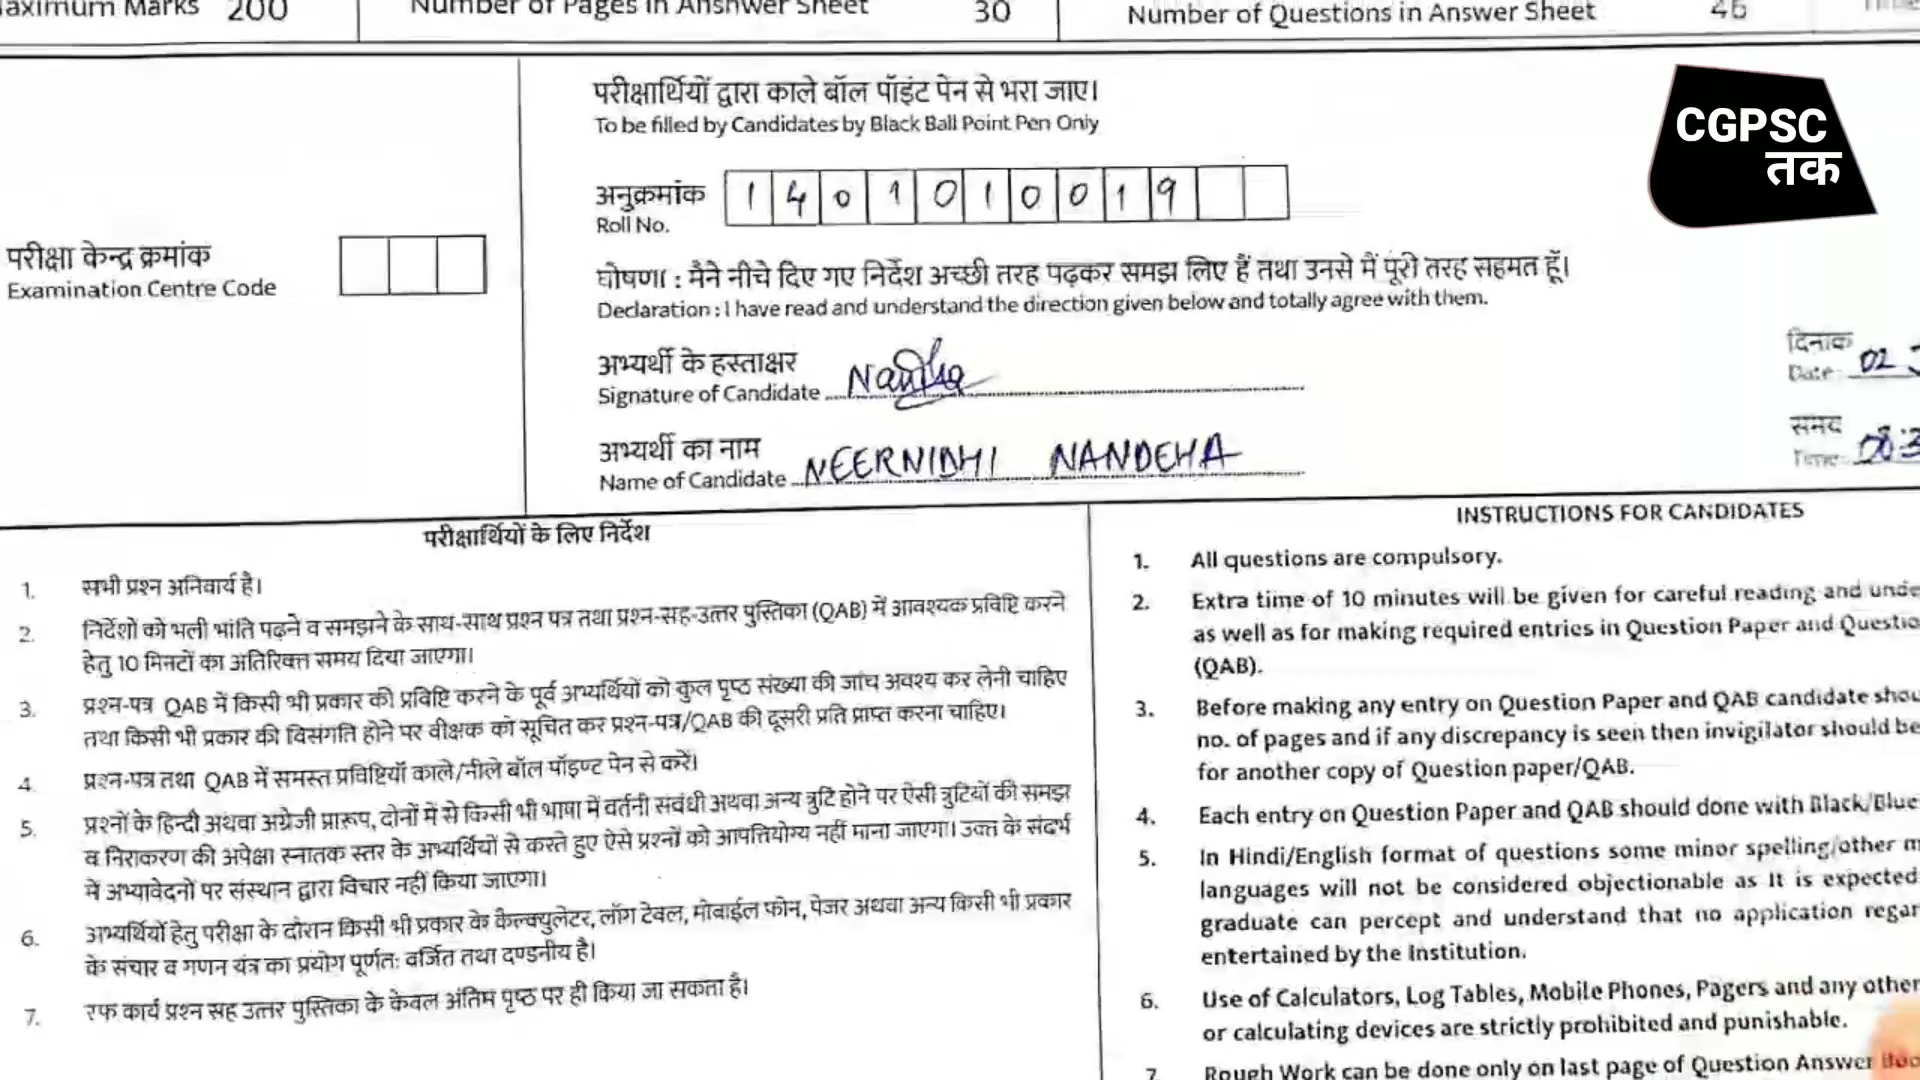 Maximum Marks 200 Number of Pages in Anshwer Sheet 30 Number of Questions in Answer Sheet 45
परीक्षार्थियों द्वारा काले बॉल पॉइंट पेन से भरा जाए।
To be filled by Candidates by Black Ball Point Pen Only
CGPSC
तक
अनुक्रमांक 1 4 0 1 0 1 0 0 1 9
Roll No.
परीक्षा केन्द्र क्रमांक
Examination Centre Code
घोषणा : मैने नीचे दिए गए निर्देश अच्छी तरह पढ़कर समझ लिए हैं तथा उनसे मैं पूरी तरह सहमत हूँ।
Declaration : I have read and understand the direction given below and totally agree with them.
अभ्यर्थी के हस्ताक्षर
Signature of Candidate
दिनाक
Date 02
अभ्यर्थी का नाम
Name of Candidate NEERNIDHI NANDEHA
समय
Time 08:3
परीक्षार्थियों के लिए निर्देश
1. सभी प्रश्न अनिवार्य है।
2. निर्देशों को भली भांति पढ़ने व समझने के साथ-साथ प्रश्न पत्र तथा प्रश्न-सह-उत्तर पुस्तिका (QAB) में आवश्यक प्रविष्टि करने
हेतु 10 मिनटों का अतिरिक्त समय दिया जाएगा।
3. प्रश्न-पत्र QAB में किसी भी प्रकार की प्रविष्टि करने के पूर्व अभ्यर्थियों को कुल पृष्ठ संख्या की जांच अवश्य कर लेनी चाहिए
तथा किसी भी प्रकार की विसंगति होने पर वीक्षक को सूचित कर प्रश्न-पत्र/QAB की दूसरी प्रति प्राप्त करना चाहिए।
4. प्रश्न-पत्र तथा QAB में समस्त प्रविष्टियाँ काले/नीले बॉल पॉइण्ट पेन से करें।
5. प्रश्नों के हिन्दी अथवा अंग्रेजी प्रारूप, दोनों में से किसी भी भाषा में वर्तनी संबंधी अथवा अन्य त्रुटि होने पर ऐसी त्रुटियों की समझ
व निराकरण की अपेक्षा स्नातक स्तर के अभ्यर्थियों से करते हुए ऐसे प्रश्नों को आपत्तियोग्य नहीं माना जाएगा। उक्त के संदर्भ
में अभ्यावेदनों पर संस्थान द्वारा विचार नहीं किया जाएगा।
6. अभ्यर्थियों हेतु परीक्षा के दौरान किसी भी प्रकार के केल्क्युलेटर, लॉग टेबल, मोबाईल फोन, पेजर अथवा अन्य किसी भी प्रकार
के संचार व गणन यंत्र का प्रयोग पूर्णतः वर्जित तथा दण्डनीय है।
7. रफ कार्य प्रश्न सह उत्तर पुस्तिका के केवल अंतिम पृष्ठ पर ही किया जा सकता है।
INSTRUCTIONS FOR CANDIDATES
1. All questions are compulsory.
2. Extra time of 10 minutes will be given for careful reading and unde
as well as for making required entries in Question Paper and Questio
(QAB).
3. Before making any entry on Question Paper and QAB candidate shou
no. of pages and if any discrepancy is seen then invigilator should be
for another copy of Question paper/QAB.
4. Each entry on Question Paper and QAB should done with Black/Blue
5. In Hindi/English format of questions some minor spelling/other m
languages will not be considered objectionable as It is expected
graduate can percept and understand that no application regar
entertained by the Institution.
6. Use of Calculators, Log Tables, Mobile Phones, Pagers and any other
or calculating devices are strictly prohibited and punishable.
7. Rough Work can be done only on last page of Question Answer Boo